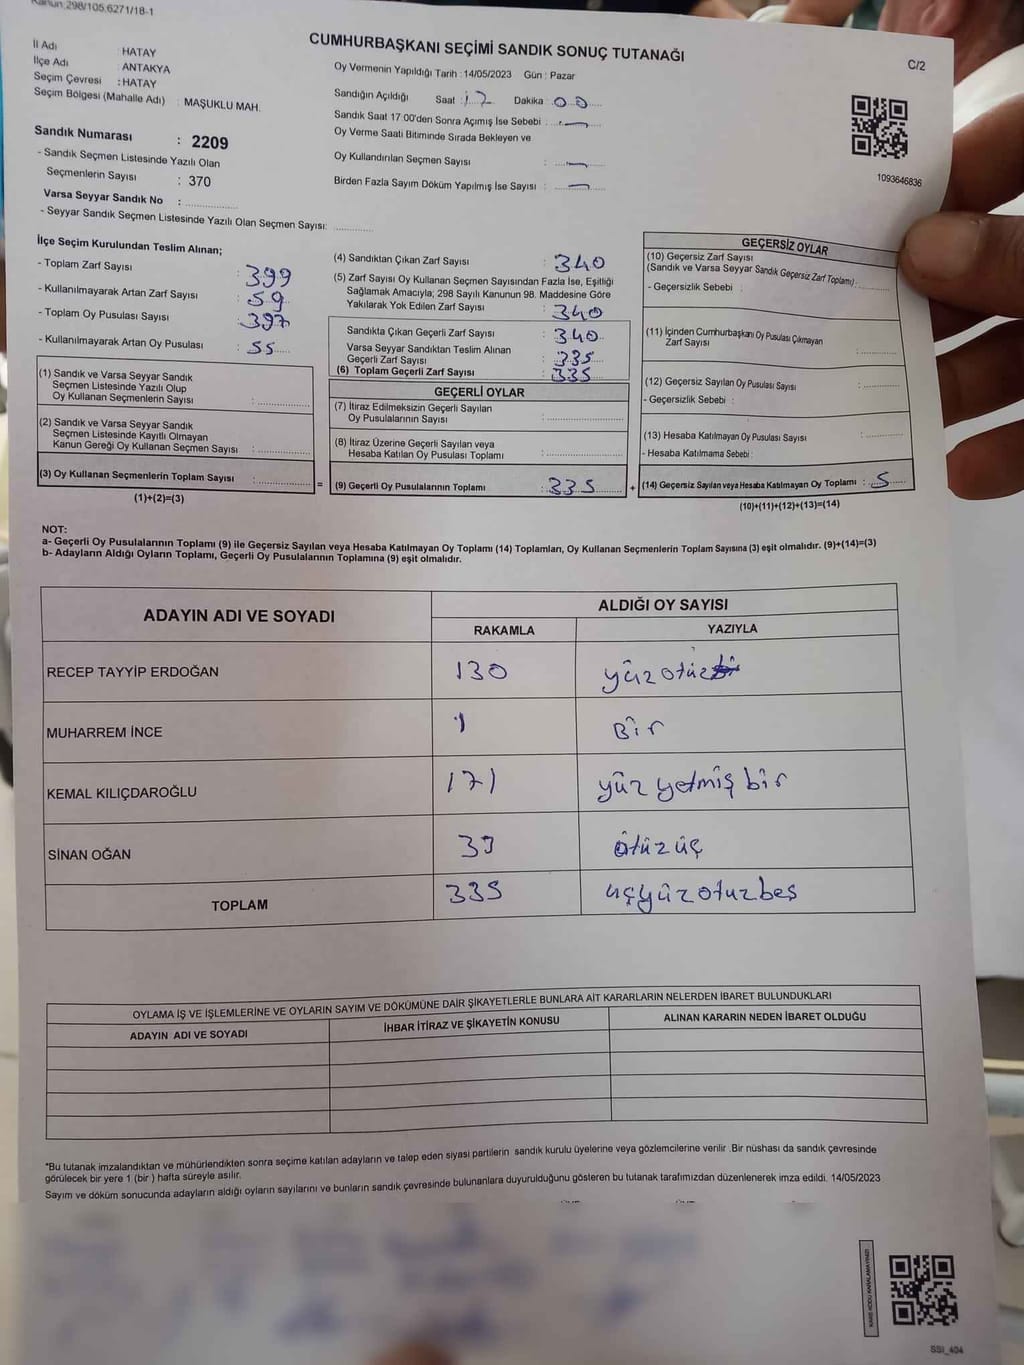 Kanun:298/105,6271/18-1
CUMHURBAŞKANI SEÇİMİ SANDIK SONUÇ TUTANAĞI
C/2
İl Adı : HATAY
İlçe Adı : ANTAKYA
Seçim Çevresi : HATAY
Seçim Bölgesi (Mahalle Adı) : MAŞUKLU MAH.
Sandık Numarası : 2209
- Sandık Seçmen Listesinde Yazılı Olan
Seçmenlerin Sayısı : 370
Varsa Seyyar Sandık No :
- Seyyar Sandık Seçmen Listesinde Yazılı Olan Seçmen Sayısı:
Oy Vermenin Yapıldığı Tarih : 14/05/2023 Gün : Pazar
Sandığın Açıldığı Saat : 17 Dakika : 00
Sandık Saat 17:00'den Sonra Açımış İse Sebebi : —
Oy Verme Saati Bitiminde Sırada Bekleyen ve
Oy Kullandırılan Seçmen Sayısı : —
Birden Fazla Sayım Döküm Yapılmış İse Sayısı : —
1093646836
İlçe Seçim Kurulundan Teslim Alınan;
- Toplam Zarf Sayısı : 399
- Kullanılmayarak Artan Zarf Sayısı : 59
- Toplam Oy Pusulası Sayısı : 397
- Kullanılmayarak Artan Oy Pusulası : 55
(1) Sandık ve Varsa Seyyar Sandık
Seçmen Listesinde Yazılı Olup
Oy Kullanan Seçmenlerin Sayısı :
(2) Sandık ve Varsa Seyyar Sandık
Seçmen Listesinde Kayıtlı Olmayan
Kanun Gereği Oy Kullanan Seçmen Sayısı :
(3) Oy Kullanan Seçmenlerin Toplam Sayısı : =
(1)+(2)=(3)
(4) Sandıktan Çıkan Zarf Sayısı : 340
(5) Zarf Sayısı Oy Kullanan Seçmen Sayısından Fazla İse, Eşitliği
Sağlamak Amacıyla; 298 Sayılı Kanunun 98. Maddesine Göre
Yakılarak Yok Edilen Zarf Sayısı : 340
Sandıkta Çıkan Geçerli Zarf Sayısı : 340
Varsa Seyyar Sandıktan Teslim Alınan
Geçerli Zarf Sayısı : 335
(6) Toplam Geçerli Zarf Sayısı : 335
GEÇERLİ OYLAR
(7) İtiraz Edilmeksizin Geçerli Sayılan
Oy Pusulalarının Sayısı :
(8) İtiraz Üzerine Geçerli Sayılan veya
Hesaba Katılan Oy Pusulası Toplamı :
(9) Geçerli Oy Pusulalarının Toplamı : 335 +
GEÇERSİZ OYLAR
(10) Geçersiz Zarf Sayısı
(Sandık ve Varsa Seyyar Sandık Geçersiz Zarf Toplamı) :
- Geçersizlik Sebebi :
(11) İçinden Cumhurbaşkanı Oy Pusulası Çıkmayan
Zarf Sayısı :
(12) Geçersiz Sayılan Oy Pusulası Sayısı :
- Geçersizlik Sebebi :
(13) Hesaba Katılmayan Oy Pusulası Sayısı :
- Hesaba Katılmama Sebebi :
(14) Geçersiz Sayılan veya Hesaba Katılmayan Oy Toplamı : 5
(10)+(11)+(12)+(13)=(14)
NOT:
a- Geçerli Oy Pusulalarının Toplamı (9) ile Geçersiz Sayılan veya Hesaba Katılmayan Oy Toplamı (14) Toplamları, Oy Kullanan Seçmenlerin Toplam Sayısına (3) eşit olmalıdır. (9)+(14)=(3)
b- Adayların Aldığı Oyların Toplamı, Geçerli Oy Pusulalarının Toplamına (9) eşit olmalıdır.
ADAYIN ADI VE SOYADI ALDIĞI OY SAYISI
RAKAMLA YAZIYLA
RECEP TAYYİP ERDOĞAN 130 yüz otuz
MUHARREM İNCE 1 Bir
KEMAL KILIÇDAROĞLU 171 yüz yetmiş bir
SİNAN OĞAN 33 otuz üç
TOPLAM 335 üçyüz otuz beş
OYLAMA İŞ VE İŞLEMLERİNE VE OYLARIN SAYIM VE DÖKÜMÜNE DAİR ŞİKAYETLERLE BUNLARA AİT KARARLARIN NELERDEN İBARET BULUNDUKLARI
ADAYIN ADI VE SOYADI İHBAR İTİRAZ VE ŞİKAYETİN KONUSU ALINAN KARARIN NEDEN İBARET OLDUĞU
*Bu tutanak imzalandıktan ve mühürlendikten sonra seçime katılan adayların ve talep eden siyasi partilerin sandık kurulu üyelerine veya gözlemcilerine verilir .Bir nüshası da sandık çevresinde
görülecek bir yere 1 (bir ) hafta süreyle asılır.
Sayım ve döküm sonucunda adayların aldığı oyların sayılarını ve bunların sandık çevresinde bulunanlara duyurulduğunu gösteren bu tutanak tarafımızdan düzenlenerek imza edildi. 14/05/2023
KARE KODU KARALAMAYINIZ!
SSI_404